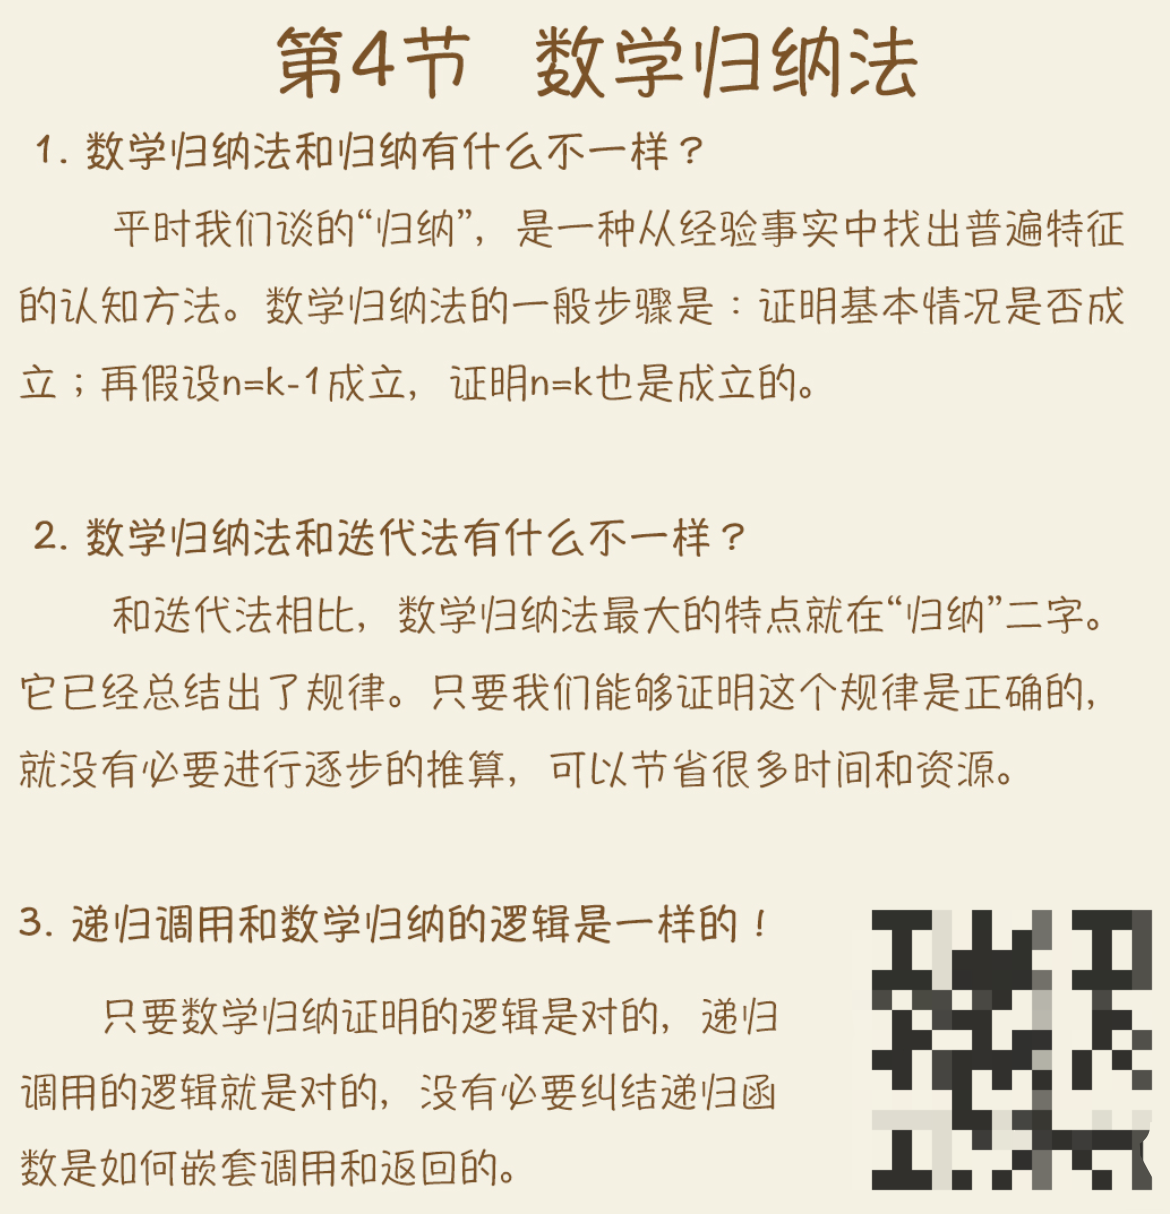 第4节 数学归纳法
1. 数学归纳法和归纳有什么不一样？
平时我们谈的“归纳”，是一种从经验事实中找出普遍特征
的认知方法。数学归纳法的一般步骤是：证明基本情况是否成
立；再假设n=k-1成立，证明n=k也是成立的。
2. 数学归纳法和迭代法有什么不一样？
和迭代法相比，数学归纳法最大的特点就在“归纳”二字。
它已经总结出了规律。只要我们能够证明这个规律是正确的，
就没有必要进行逐步的推算，可以节省很多时间和资源。
3. 递归调用和数学归纳的逻辑是一样的！
只要数学归纳证明的逻辑是对的，递归
调用的逻辑就是对的，没有必要纠结递归函
数是如何嵌套调用和返回的。